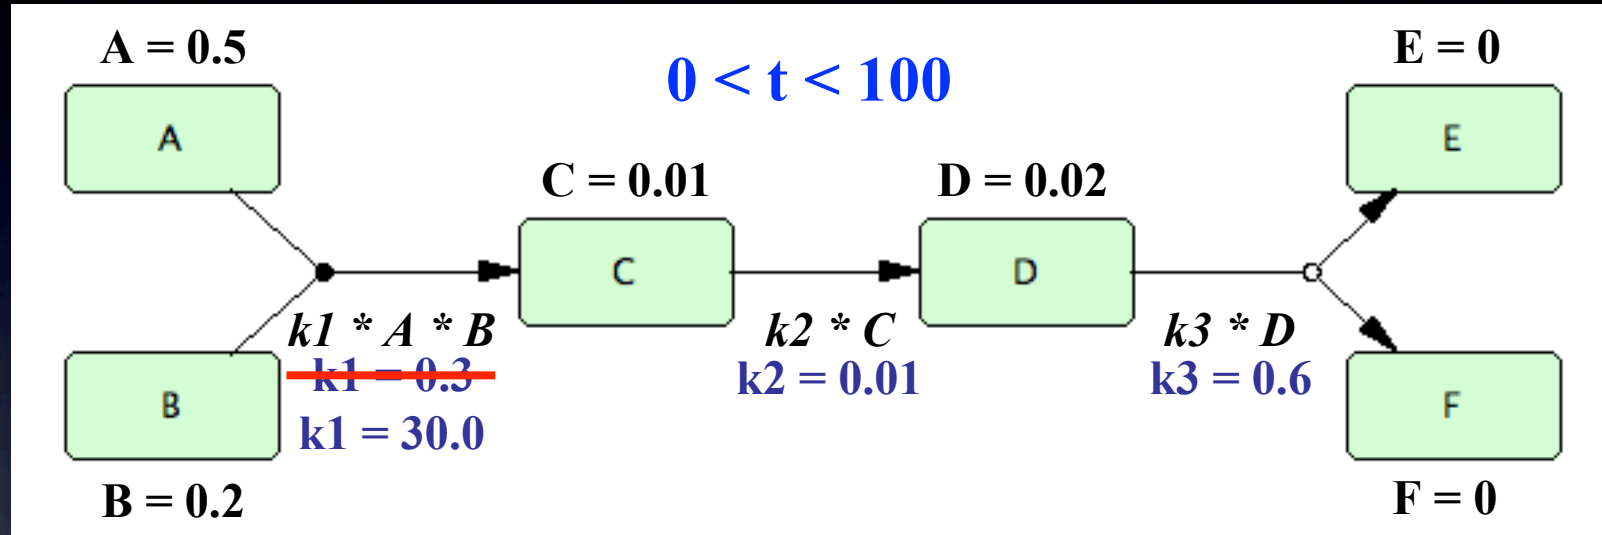 A = 0.5
E = 0
0 < t < 100
A
E
C = 0.01
D = 0.02
C
D
k1 * A * B
k2 * C
k3 * D
k1 = 0.3
k2 = 0.01
k3 = 0.6
B
F
k1 = 30.0
B = 0.2
F = 0